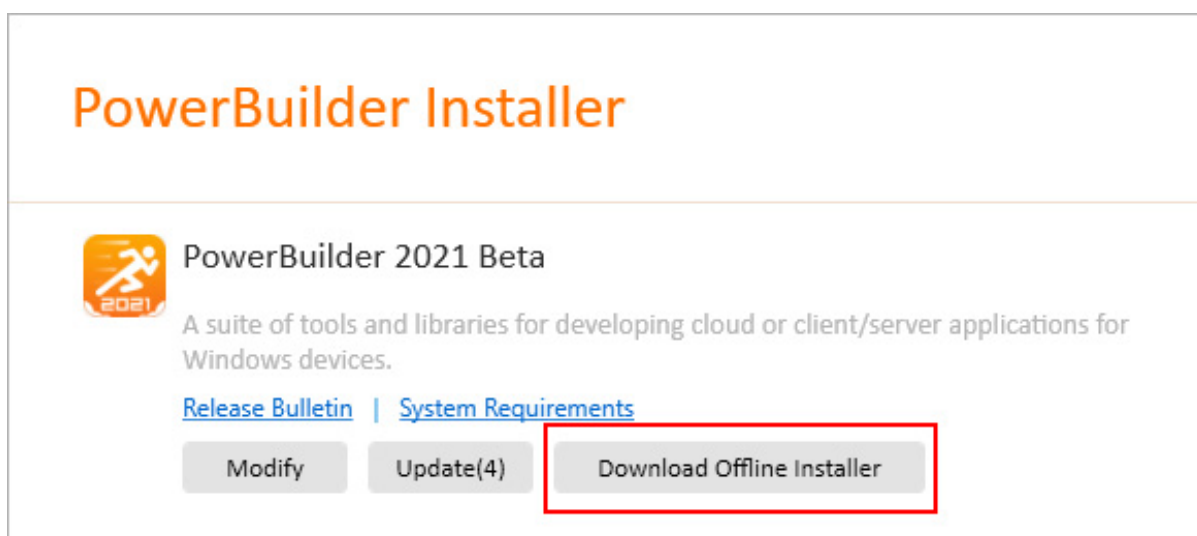 PowerBuilder Installer
PowerBuilder 2021 Beta
2021
A suite of tools and libraries for developing cloud or client/server applications for
Windows devices.
Release Bulletin | System Requirements
Modify Update(4) Download Offline Installer